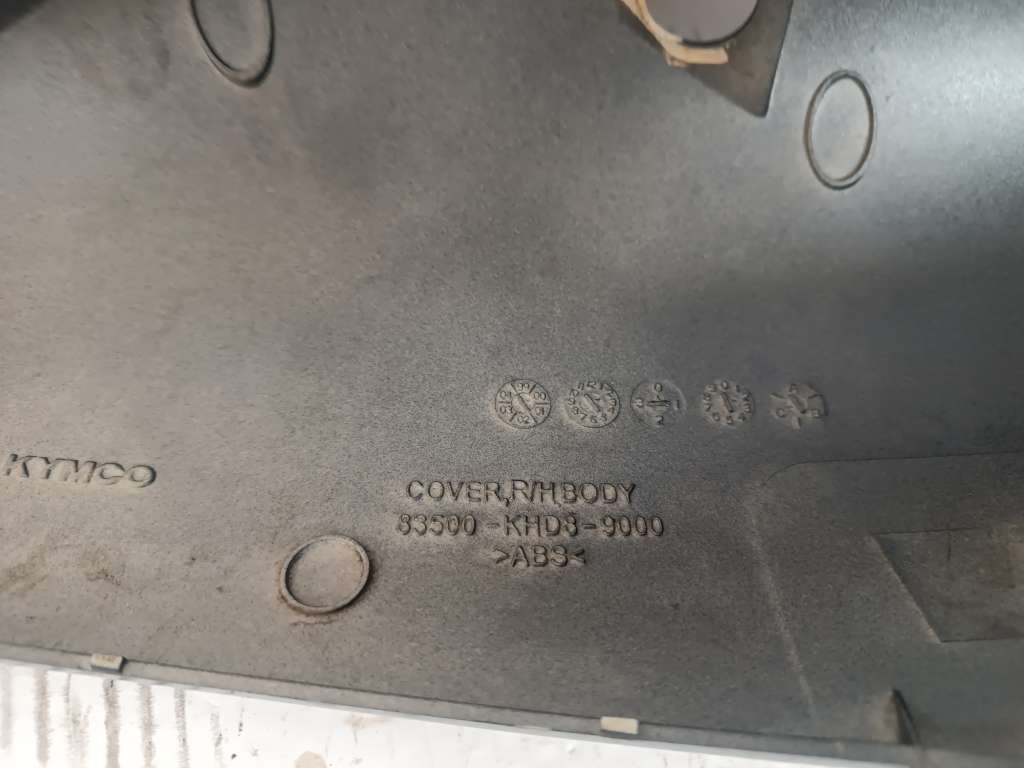 KYMCO
COVER,R/H.BODY
83500-KHD8-9000
>ABS<